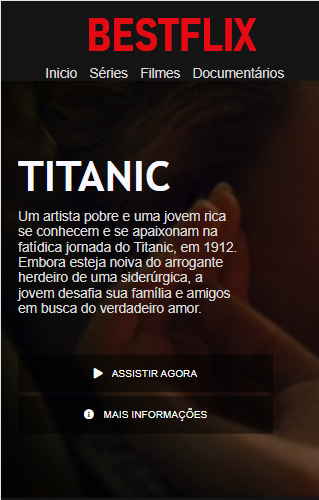 BESTFLIX
Inicio Séries Filmes Documentários
TITANIC
Um artista pobre e uma jovem rica
se conhecem e se apaixonam na
fatídica jornada do Titanic, em 1912.
Embora esteja noiva do arrogante
herdeiro de uma siderúrgica, a
jovem desafia sua família e amigos
em busca do verdadeiro amor.
ASSISTIR AGORA
MAIS INFORMAÇÕES